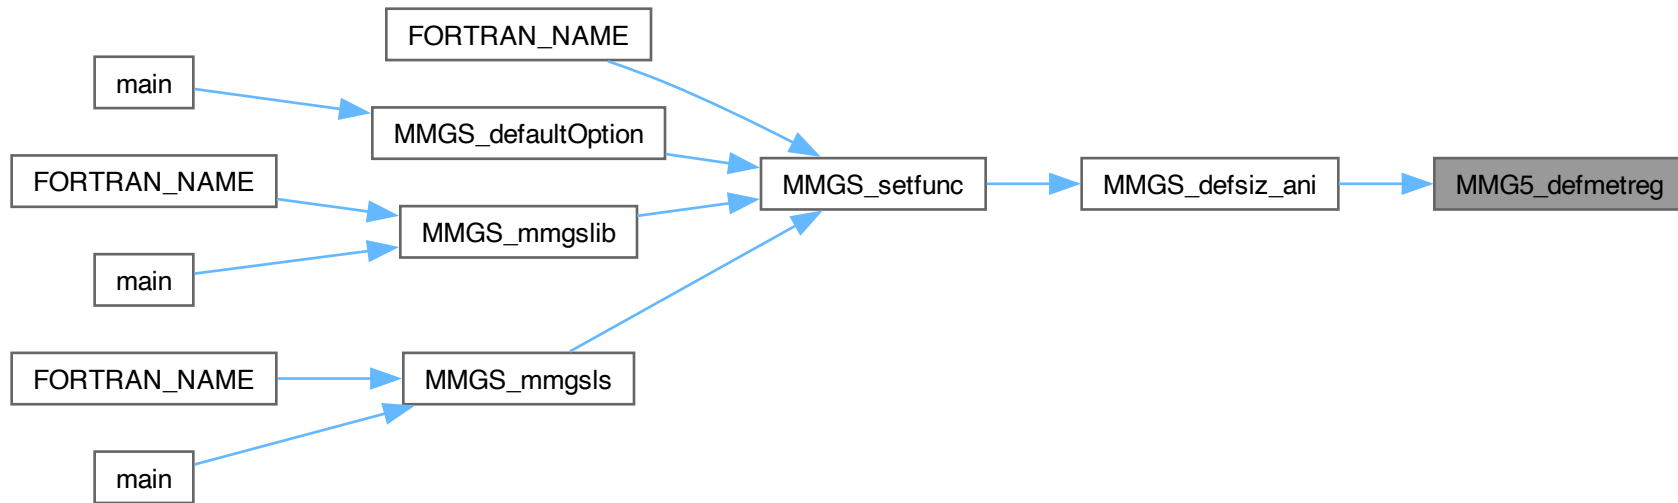 FORTRAN_NAME
main
MMGS_defaultOption
FORTRAN_NAME
MMGS_setfunc
MMGS_defsiz_ani
MMG5_defmetreg
MMGS_mmgslib
main
FORTRAN_NAME
MMGS_mmgsls
main